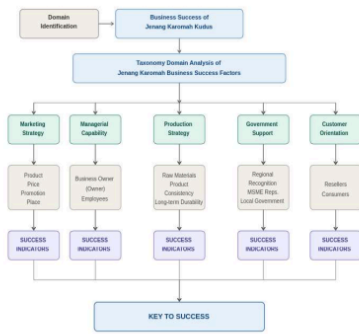 Domain
Identification
Business Success of
Jenang Karomah Kudus
Taxonomy Domain Analysis of
Jenang Karomah Business Success Factors
Marketing
Strategy
Managerial
Capability
Production
Strategy
Government
Support
Customer
Orientation
Product
Price
Promotion
Place
Business Owner
(Owner)
Employees
Raw Materials
Product
Consistency
Long-term Durability
Regional
Recognition
MSME Reps.
Local Government
Resellers
Consumers
SUCCESS
INDICATORS
SUCCESS
INDICATORS
SUCCESS
INDICATORS
SUCCESS
INDICATORS
SUCCESS
INDICATORS
KEY TO SUCCESS